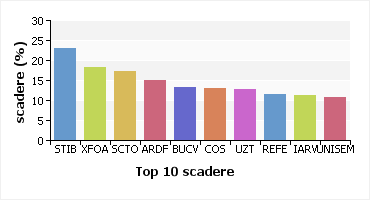 scadere (%)
30
25
20
15
10
5
0
STIB XFOA SCTO ARDF BUCV COS UZT REFE IARV UNISEM
Top 10 scadere